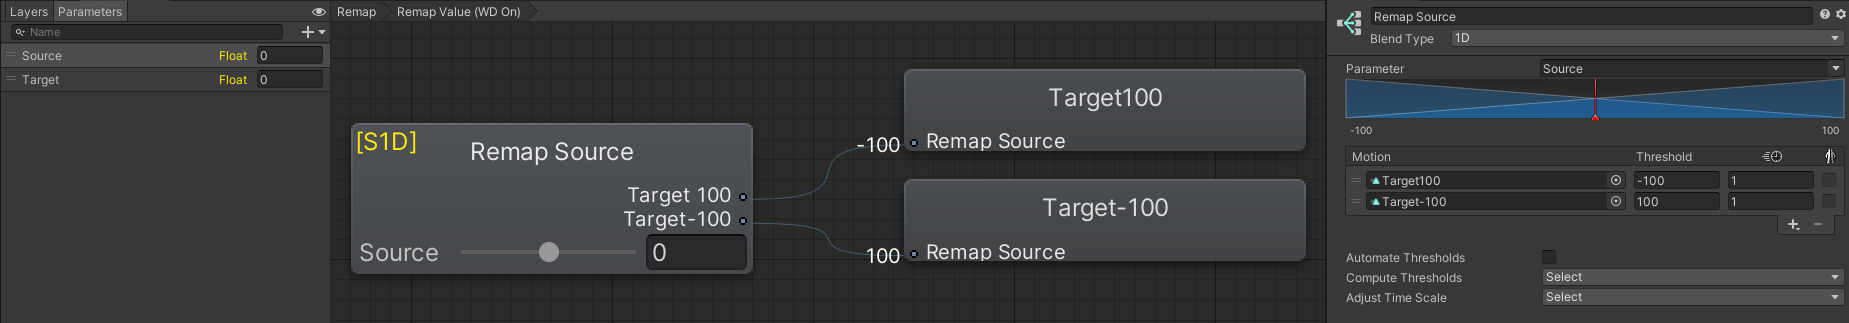 Layers Parameters
Name
Source Float 0
Target Float 0
Remap Remap Value (WD On)
[S1D]
Remap Source
Target 100
Target-100
Source 0
-100
Target100
Remap Source
100
Target-100
Remap Source
Remap Source
Blend Type 1D
Parameter Source
-100 100
Motion Threshold
Target100 -100 1
Target-100 100 1
Automate Thresholds
Compute Thresholds Select
Adjust Time Scale Select